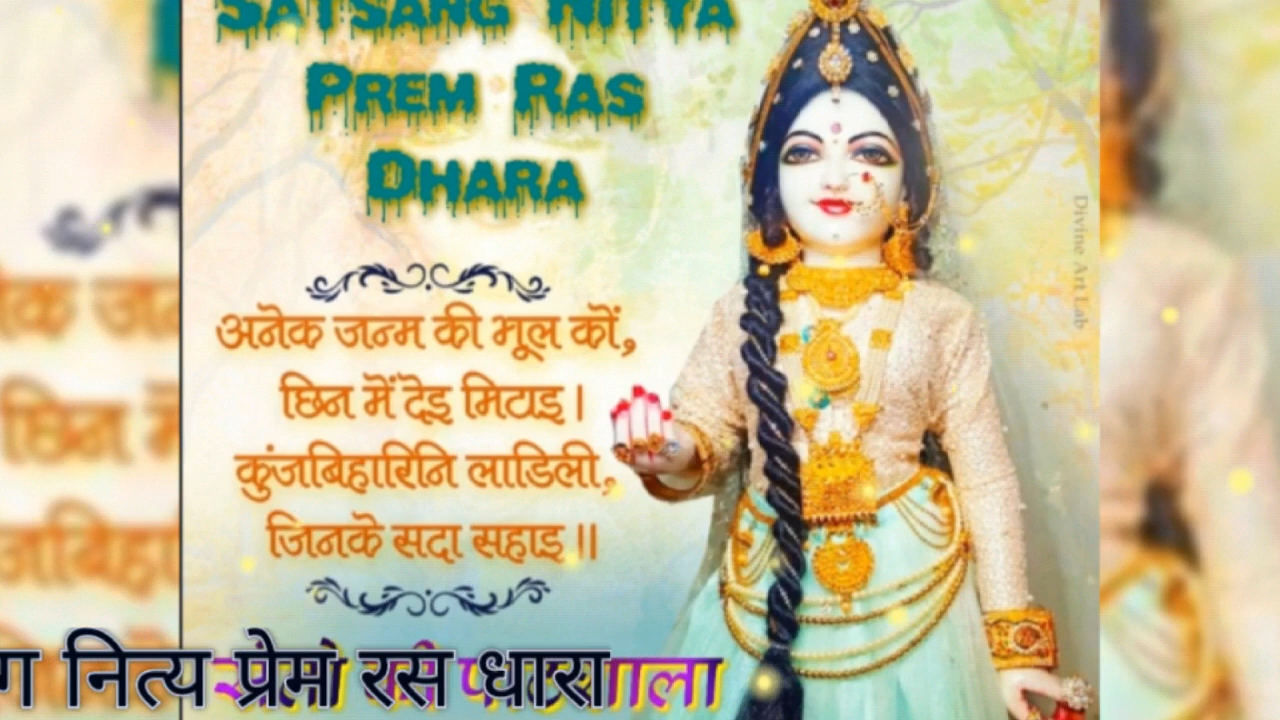 SATSANG NITYA
PREM RAS
DHARA
अनेक जन्म की भूल कों,
छिन में देइ मिटाइ।
कुंजबिहारिनि लाडिली,
जिनके सदा सहाइ॥
नित्य प्रेम रस धारा
Divine Art Lab